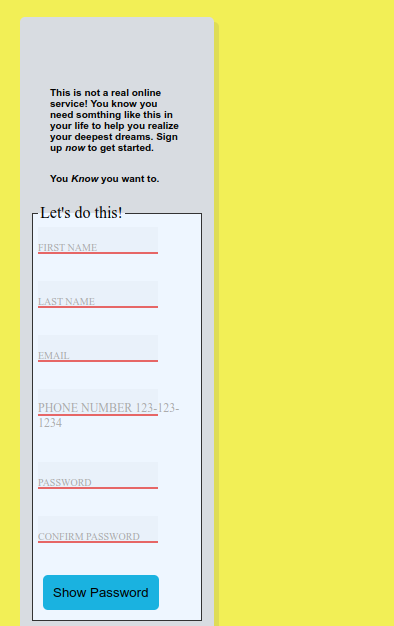 This is not a real online
service! You know you
need somthing like this in
your life to help you realize
your deepest dreams. Sign
up now to get started.
You Know you want to.
Let's do this!
FIRST NAME
LAST NAME
EMAIL
PHONE NUMBER 123-123-
1234
PASSWORD
CONFIRM PASSWORD
Show Password